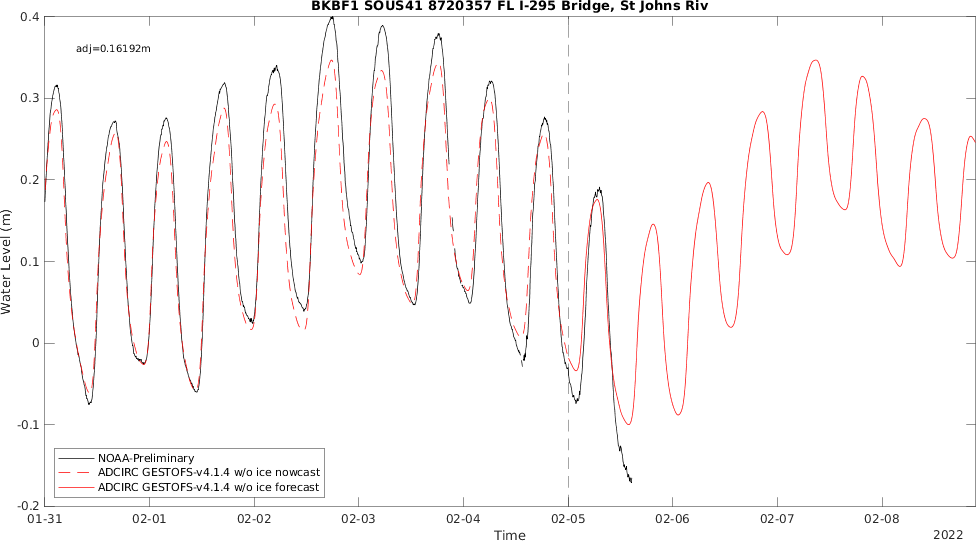 BKBF1 SOUS41 8720357 FL I-295 Bridge, St Johns Riv
0.4
adj=0.16192m
0.3
0.2
0.1
0
-0.1
-0.2
Water Level (m)
NOAA-Preliminary
ADCIRC GESTOFS-v4.1.4 w/o ice nowcast
ADCIRC GESTOFS-v4.1.4 w/o ice forecast
01-31 02-01 02-02 02-03 02-04 02-05 02-06 02-07 02-08
Time
2022